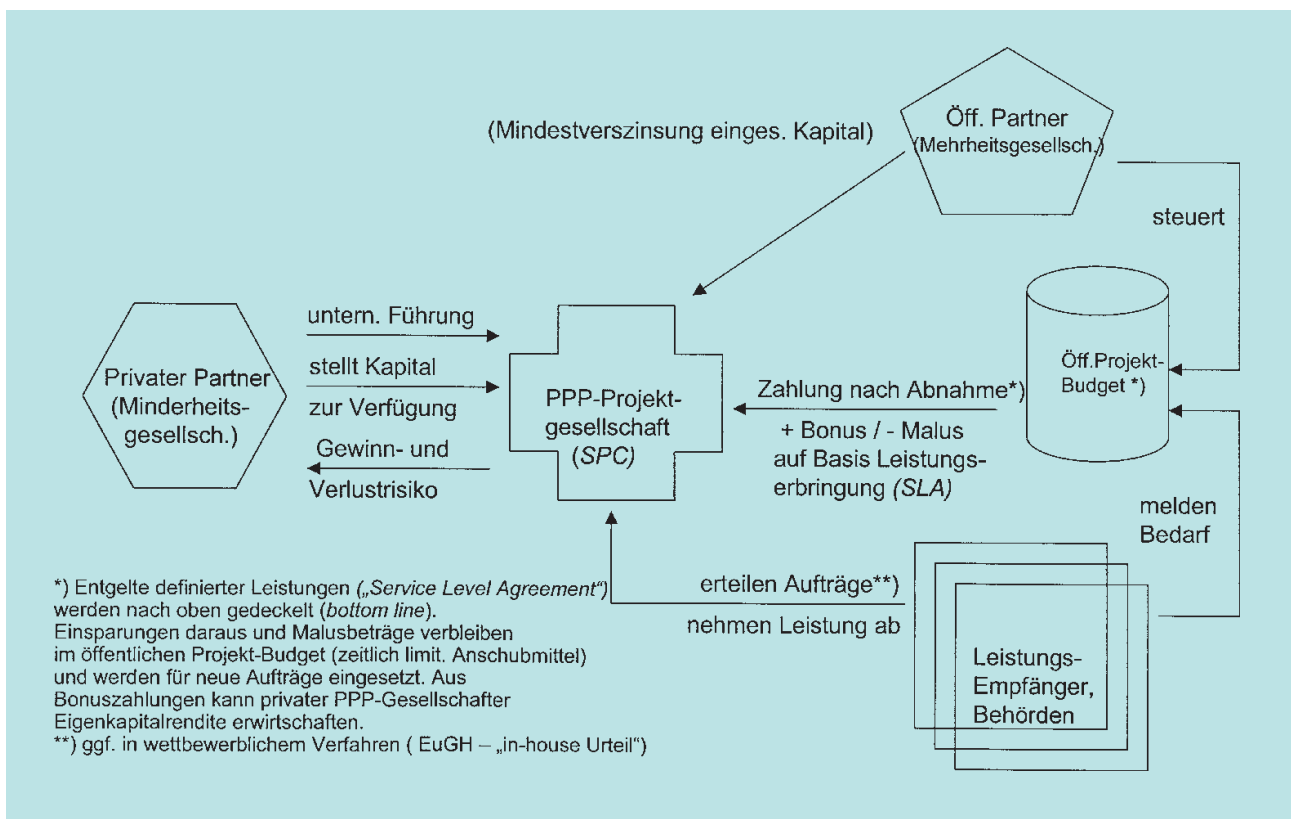 Öff. Partner
(Mehrheitsgesellsch.)
(Mindestverszinsung einges. Kapital)
steuert
untern. Führung
stellt Kapital
zur Verfügung
Gewinn- und
Verlustrisiko
Privater Partner
(Minderheits-
gesellsch.)
PPP-Projekt-
gesellschaft
(SPC)
Zahlung nach Abnahme*)
+ Bonus / - Malus
auf Basis Leistungs-
erbringung (SLA)
Öff.Projekt-
Budget *)
melden
Bedarf
erteilen Aufträge**)
nehmen Leistung ab
Leistungs-
Empfänger,
Behörden
*) Entgelte definierter Leistungen („Service Level Agreement“)
werden nach oben gedeckelt (bottom line).
Einsparungen daraus und Malusbeträge verbleiben
im öffentlichen Projekt-Budget (zeitlich limit. Anschubmittel)
und werden für neue Aufträge eingesetzt. Aus
Bonuszahlungen kann privater PPP-Gesellschafter
Eigenkapitalrendite erwirtschaften.
**) ggf. in wettbewerblichem Verfahren ( EuGH – „in-house Urteil“)